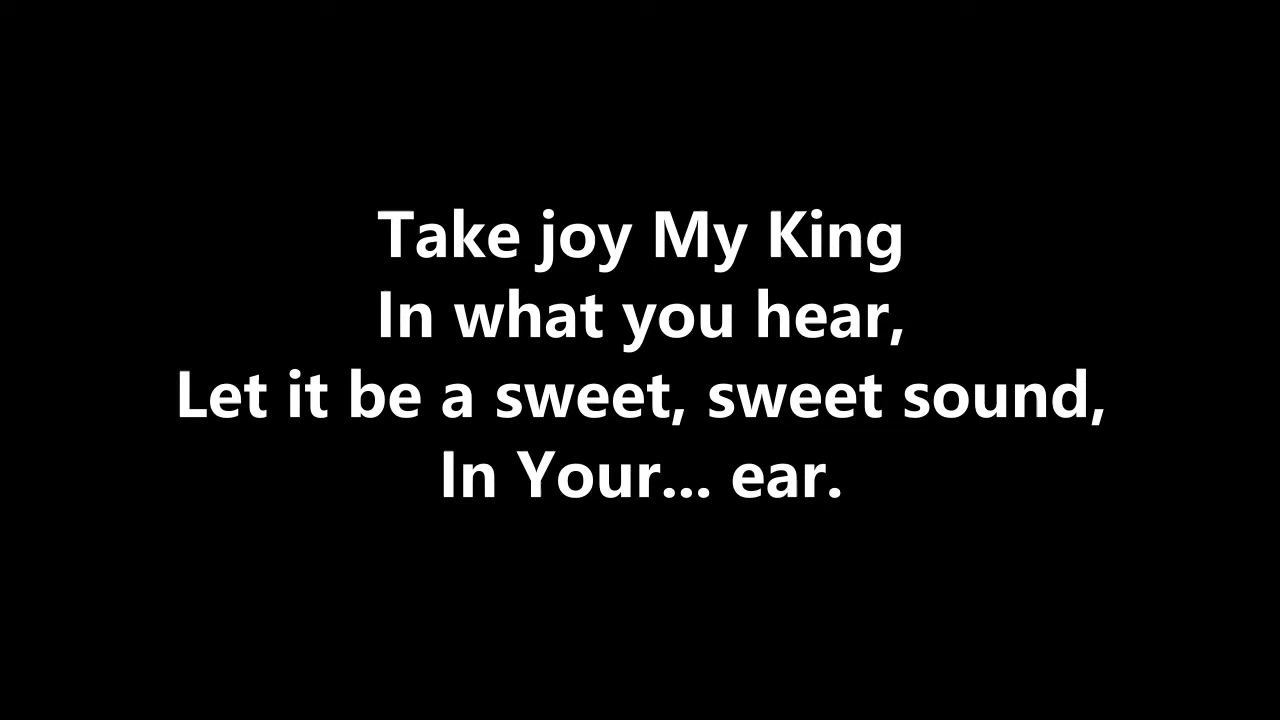 Take joy My King
In what you hear,
Let it be a sweet, sweet sound,
In Your... ear.